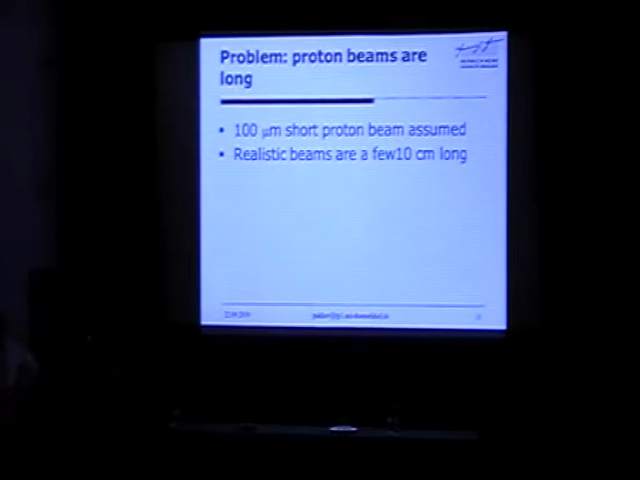 Problem: proton beams are
long
• 100 μm short proton beam assumed
• Realistic beams are a few10 cm long